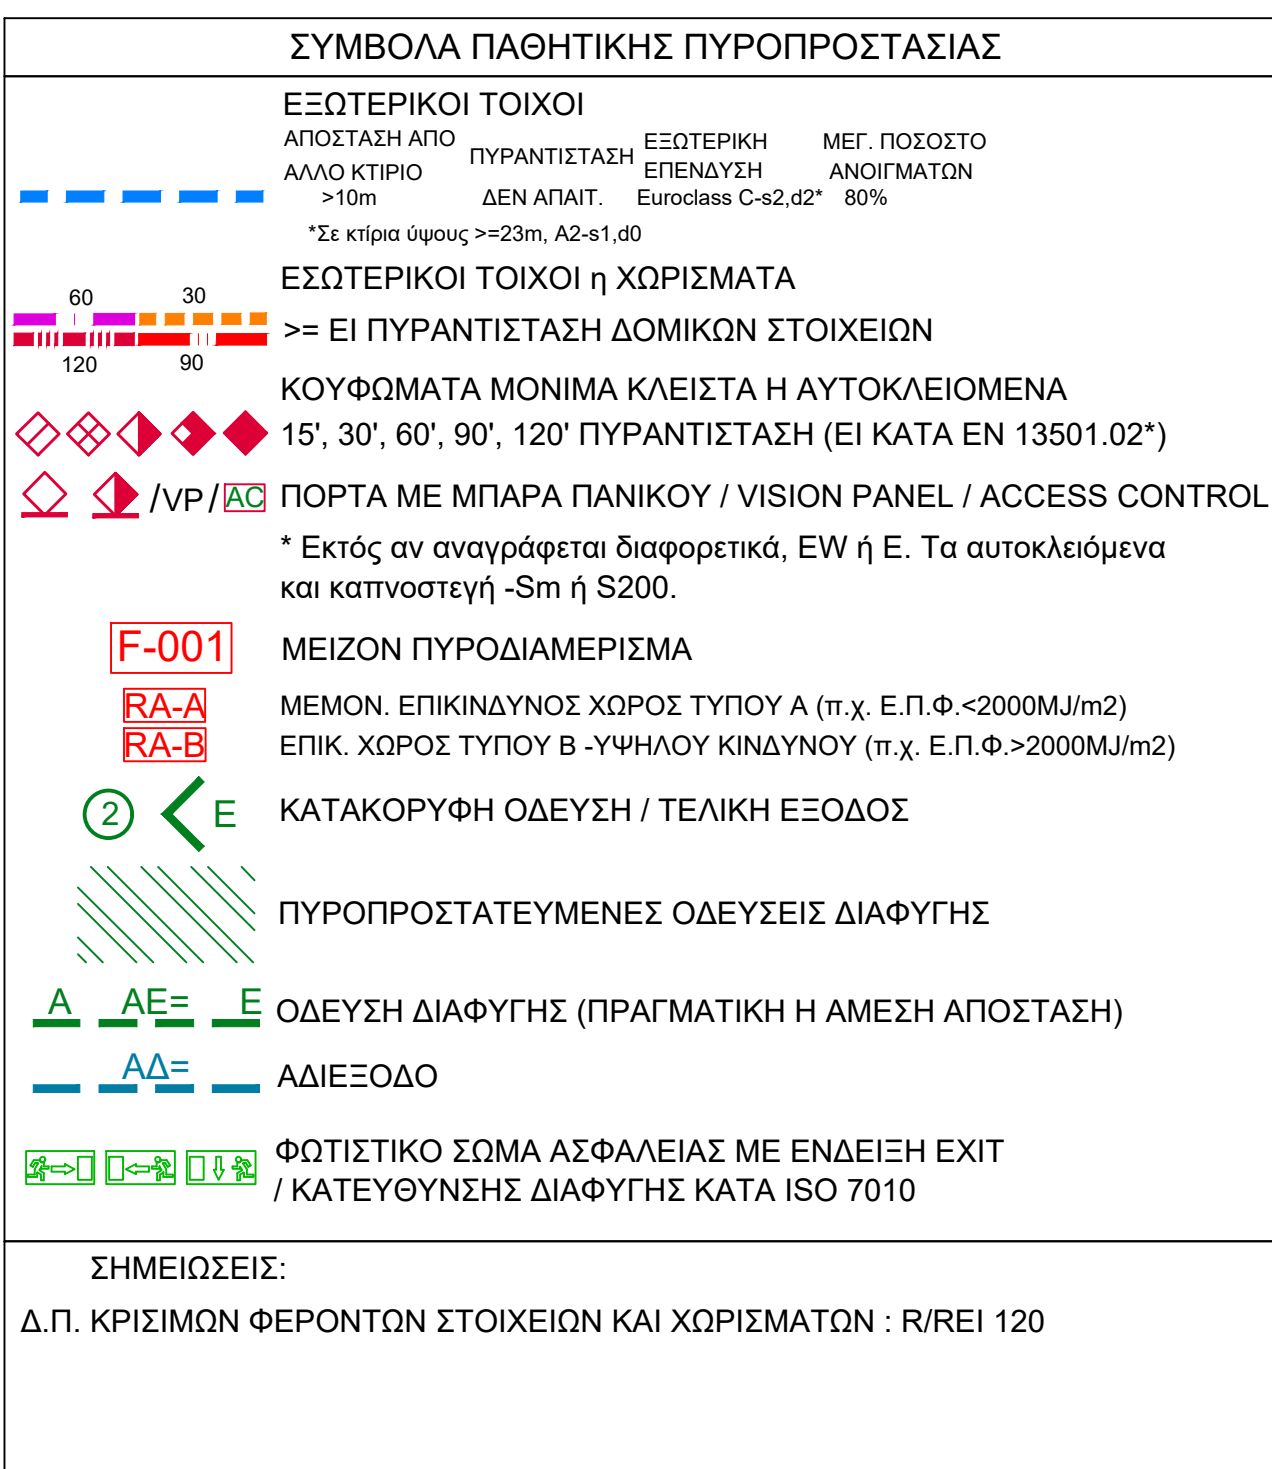 ΣΥΜΒΟΛΑ ΠΑΘΗΤΙΚΗΣ ΠΥΡΟΠΡΟΣΤΑΣΙΑΣ
ΕΞΩΤΕΡΙΚΟΙ ΤΟΙΧΟΙ
ΑΠΟΣΤΑΣΗ ΑΠΟ ΑΛΛΟ ΚΤΙΡΙΟ ΠΥΡΑΝΤΙΣΤΑΣΗ ΕΞΩΤΕΡΙΚΗ ΕΠΕΝΔΥΣΗ ΜΕΓ. ΠΟΣΟΣΤΟ ΑΝΟΙΓΜΑΤΩΝ
>10m ΔΕΝ ΑΠΑΙΤ. Euroclass C-s2,d2* 80%
*Σε κτίρια ύψους >=23m, A2-s1,d0
ΕΣΩΤΕΡΙΚΟΙ ΤΟΙΧΟΙ η ΧΩΡΙΣΜΑΤΑ
60 30
>= EI ΠΥΡΑΝΤΙΣΤΑΣΗ ΔΟΜΙΚΩΝ ΣΤΟΙΧΕΙΩΝ
120 90
ΚΟΥΦΩΜΑΤΑ ΜΟΝΙΜΑ ΚΛΕΙΣΤΑ Η ΑΥΤΟΚΛΕΙΟΜΕΝΑ
15', 30', 60', 90', 120' ΠΥΡΑΝΤΙΣΤΑΣΗ (EI ΚΑΤΑ EN 13501.02*)
/VP/AC ΠΟΡΤΑ ΜΕ ΜΠΑΡΑ ΠΑΝΙΚΟΥ / VISION PANEL / ACCESS CONTROL
* Εκτός αν αναγράφεται διαφορετικά, EW ή E. Τα αυτοκλειόμενα
και καπνοστεγή -Sm ή S200.
F-001 ΜΕΙΖΟΝ ΠΥΡΟΔΙΑΜΕΡΙΣΜΑ
RA-A ΜΕΜΟΝ. ΕΠΙΚΙΝΔΥΝΟΣ ΧΩΡΟΣ ΤΥΠΟΥ Α (π.χ. Ε.Π.Φ.<2000MJ/m2)
RA-B ΕΠΙΚ. ΧΩΡΟΣ ΤΥΠΟΥ Β -ΥΨΗΛΟΥ ΚΙΝΔΥΝΟΥ (π.χ. Ε.Π.Φ.>2000MJ/m2)
2 E ΚΑΤΑΚΟΡΥΦΗ ΟΔΕΥΣΗ / ΤΕΛΙΚΗ ΕΞΟΔΟΣ
ΠΥΡΟΠΡΟΣΤΑΤΕΥΜΕΝΕΣ ΟΔΕΥΣΕΙΣ ΔΙΑΦΥΓΗΣ
Α ΑΕ= Ε ΟΔΕΥΣΗ ΔΙΑΦΥΓΗΣ (ΠΡΑΓΜΑΤΙΚΗ Η ΑΜΕΣΗ ΑΠΟΣΤΑΣΗ)
ΑΔ= ΑΔΙΕΞΟΔΟ
ΦΩΤΙΣΤΙΚΟ ΣΩΜΑ ΑΣΦΑΛΕΙΑΣ ΜΕ ΕΝΔΕΙΞΗ EXIT
/ ΚΑΤΕΥΘΥΝΣΗΣ ΔΙΑΦΥΓΗΣ ΚΑΤΑ ISO 7010
ΣΗΜΕΙΩΣΕΙΣ:
Δ.Π. ΚΡΙΣΙΜΩΝ ΦΕΡΟΝΤΩΝ ΣΤΟΙΧΕΙΩΝ ΚΑΙ ΧΩΡΙΣΜΑΤΩΝ : R/REI 120